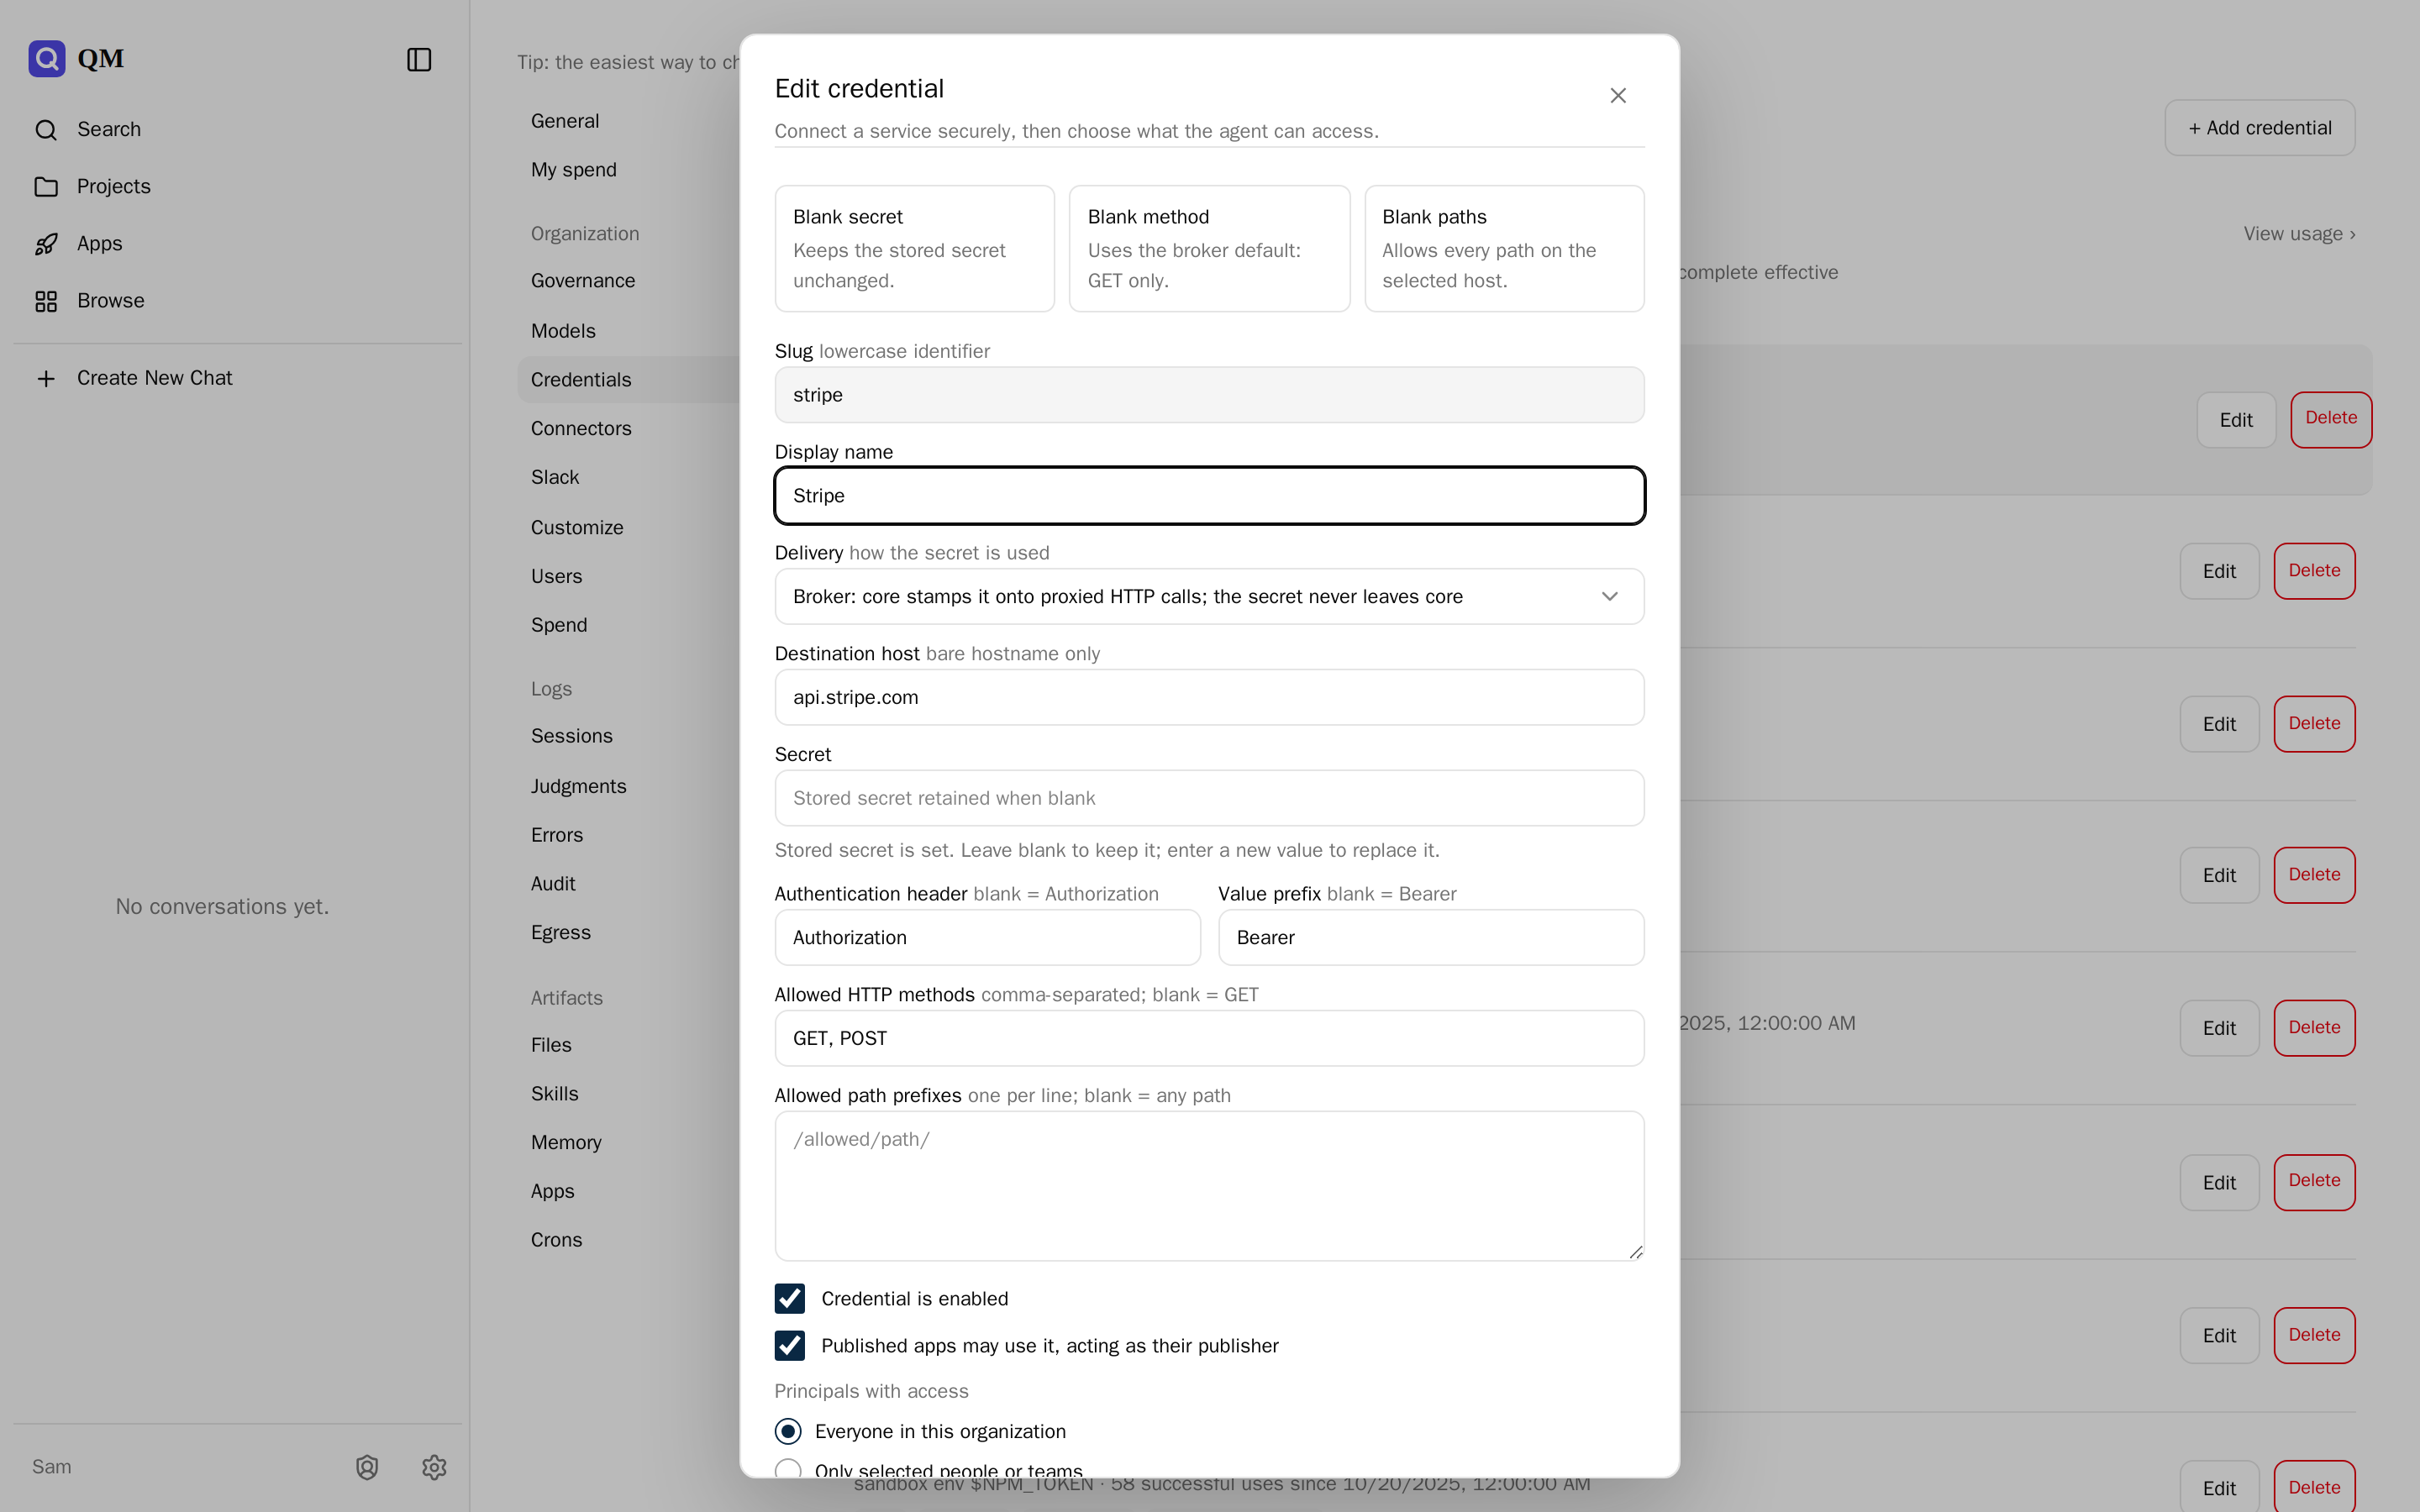 QM
Search
Projects
Apps
Browse
Create New Chat
No conversations yet.
Sam
Tip: the easiest way to ch
General
My spend
Organization
Governance
Models
Credentials
Connectors
Slack
Customize
Users
Spend
Logs
Sessions
Judgments
Errors
Audit
Egress
Artifacts
Files
Skills
Memory
Apps
Crons
Edit credential
Connect a service securely, then choose what the agent can access.
Blank secret
Keeps the stored secret
unchanged.
Blank method
Uses the broker default:
GET only.
Blank paths
Allows every path on the
selected host.
Slug lowercase identifier
stripe
Display name
Stripe
Delivery how the secret is used
Broker: core stamps it onto proxied HTTP calls; the secret never leaves core
Destination host bare hostname only
api.stripe.com
Secret
Stored secret retained when blank
Stored secret is set. Leave blank to keep it; enter a new value to replace it.
Authentication header blank = Authorization
Authorization
Value prefix blank = Bearer
Bearer
Allowed HTTP methods comma-separated; blank = GET
GET, POST
Allowed path prefixes one per line; blank = any path
/allowed/path/
Credential is enabled
Published apps may use it, acting as their publisher
Principals with access
Everyone in this organization
Only selected people or teams
sandbox env $NPM_TOKEN · 58 successful uses since 10/20/2025, 12:00:00 AM
+ Add credential
View usage ›
complete effective
Edit Delete
Edit Delete
Edit Delete
Edit Delete
2025, 12:00:00 AM
Edit Delete
Edit Delete
Edit Delete
Edit Delete